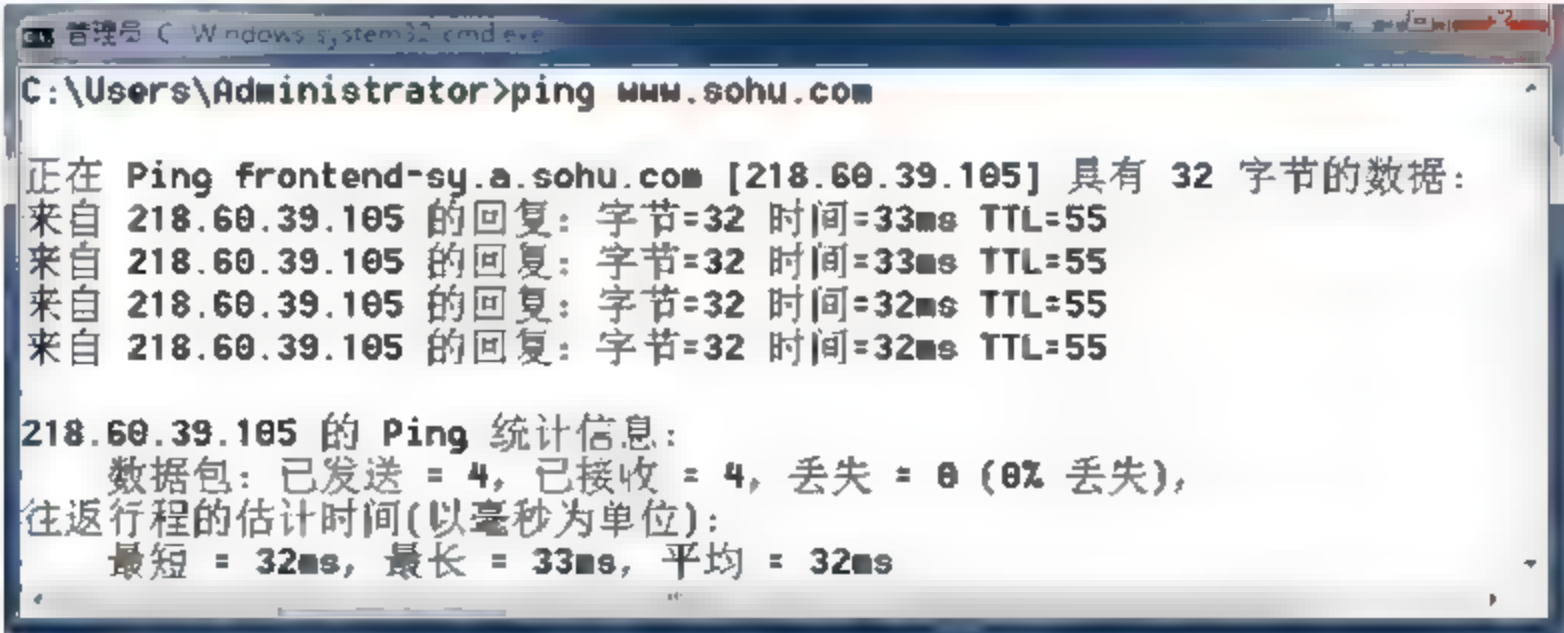 管理员 C Windows system32 cmd exe
C:\Users\Administrator>ping www.sohu.com
正在 Ping frontend-sy.a.sohu.com [218.60.39.105] 具有 32 字节的数据:
来自 218.60.39.105 的回复: 字节=32 时间=33ms TTL=55
来自 218.60.39.105 的回复: 字节=32 时间=33ms TTL=55
来自 218.60.39.105 的回复: 字节=32 时间=32ms TTL=55
来自 218.60.39.105 的回复: 字节=32 时间=32ms TTL=55
218.60.39.105 的 Ping 统计信息:
数据包: 已发送 = 4, 已接收 = 4, 丢失 = 0 (0% 丢失),
往返行程的估计时间(以毫秒为单位):
最短 = 32ms, 最长 = 33ms, 平均 = 32ms